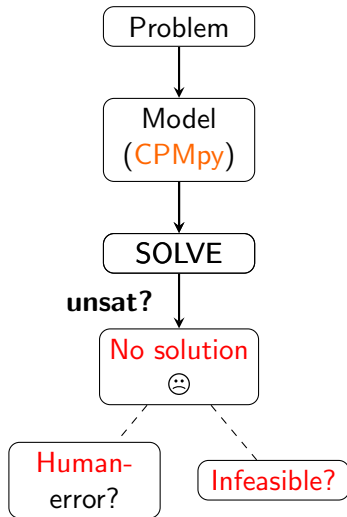 Problem
Model
(CPMpy)
SOLVE
unsat?
No solution
☹
Human-
error?
Infeasible?